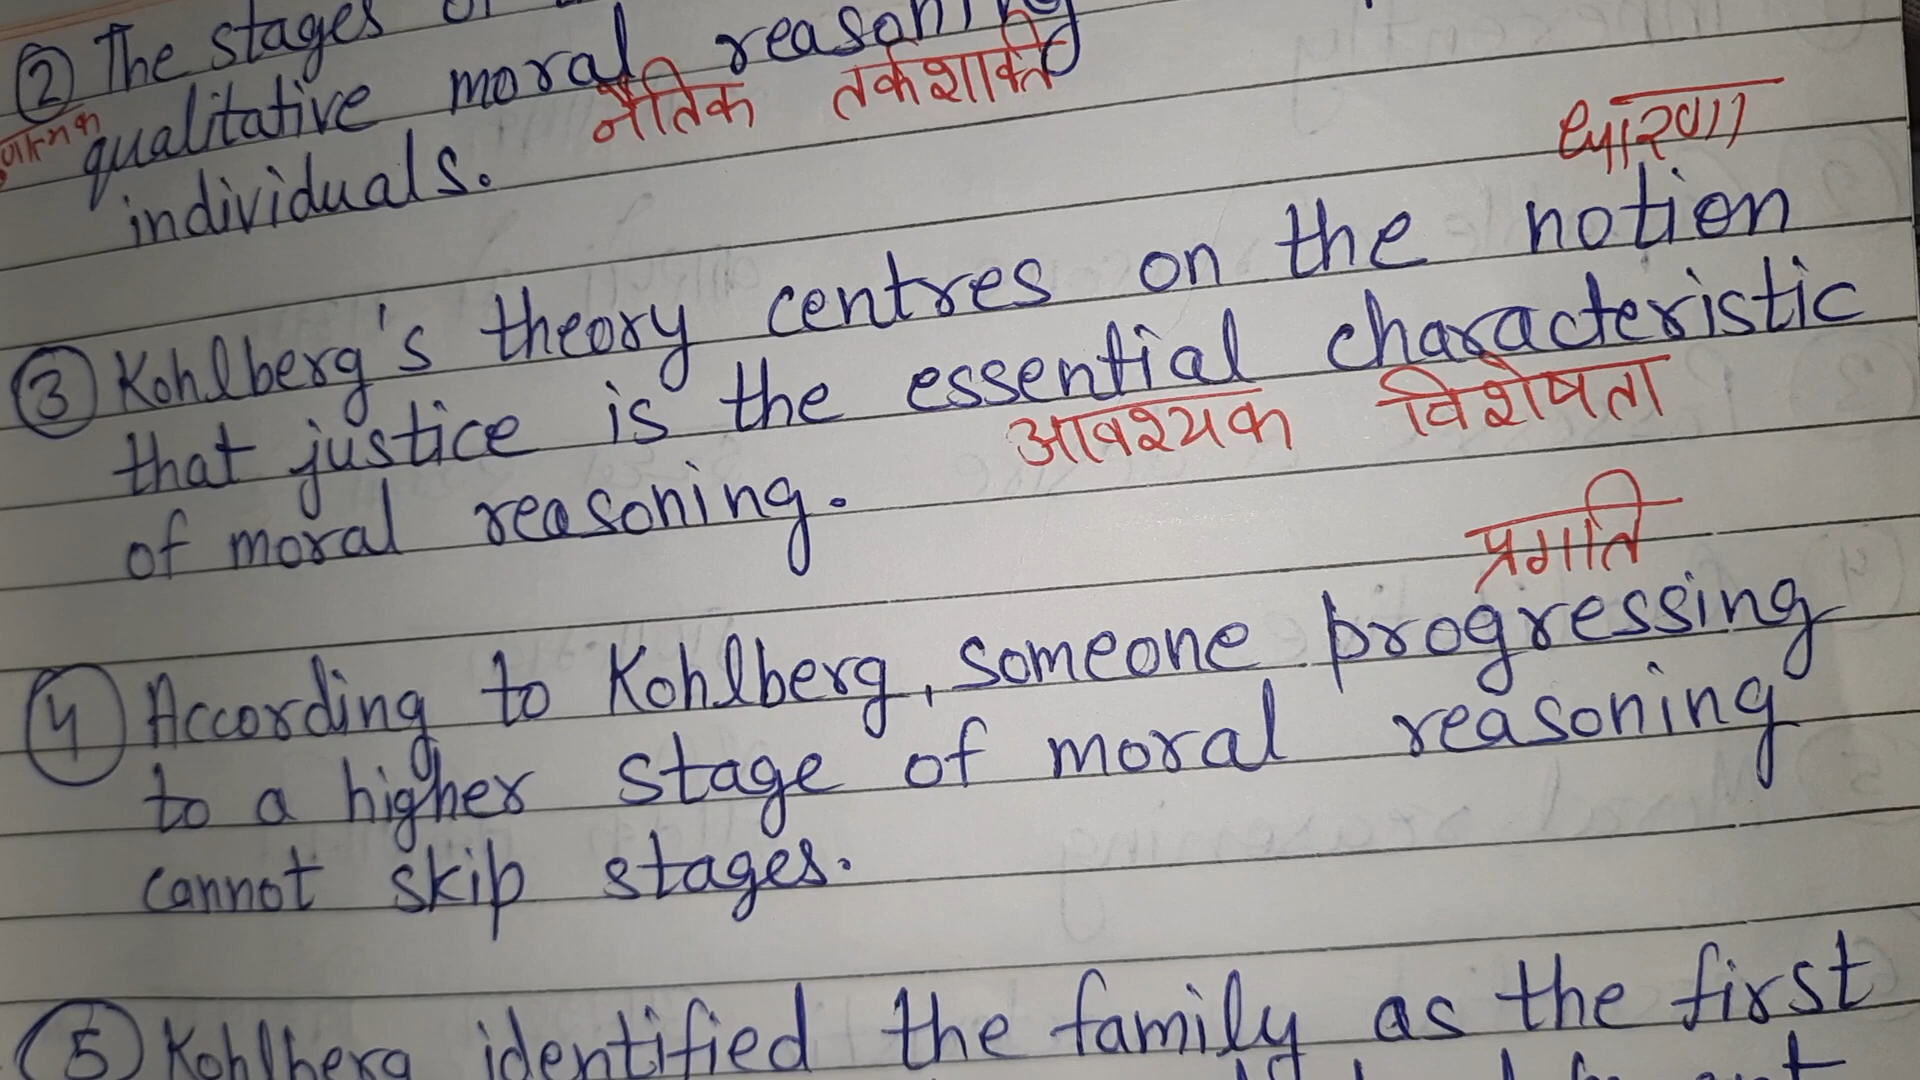 ② The stages
qualitative moral reasoning
नैतिक तर्कशक्ति
individuals.
धारणा
③ Kohlberg's theory centres on the notion
that justice is the essential characteristic
आवश्यक विशेषता
of moral reasoning.
प्रगति
④ According to Kohlberg, someone progressing
to a higher stage of moral reasoning
cannot skip stages.
⑤ Kohlberg identified the family as the first